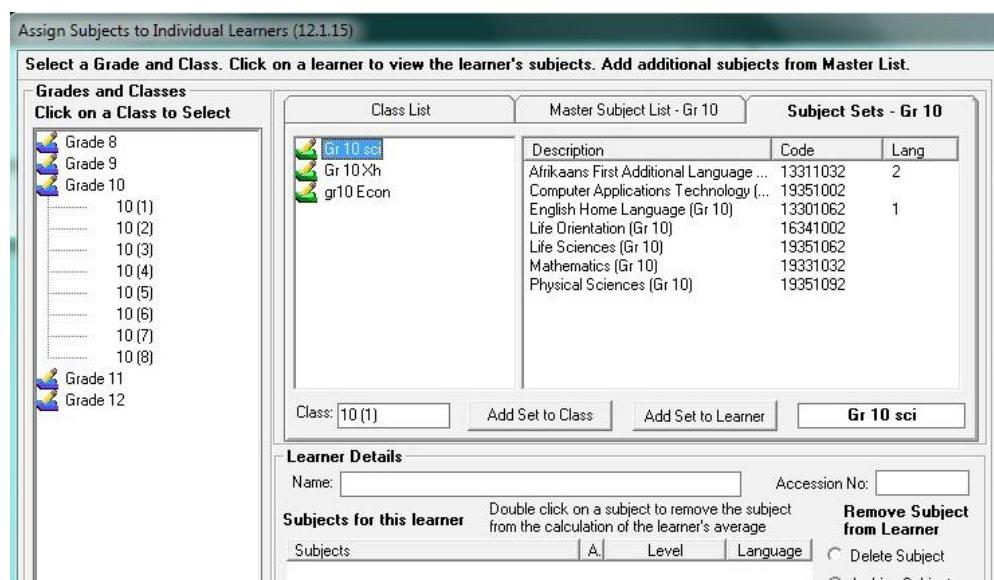 Assign Subjects to Individual Learners (12.1.15)
Select a Grade and Class. Click on a learner to view the learner's subjects. Add additional subjects from Master List.
Grades and Classes
Click on a Class to Select
Grade 8
Grade 9
Grade 10
10 (1)
10 (2)
10 (3)
10 (4)
10 (5)
10 (6)
10 (7)
10 (8)
Grade 11
Grade 12
Class List
Master Subject List - Gr 10
Subject Sets - Gr 10
Gr 10 sci
Gr 10 Xh
gr10 Econ
Description Code Lang
Afrikaans First Additional Language ... 13311032 2
Computer Applications Technology (... 19351002
English Home Language (Gr 10) 13301062 1
Life Orientation (Gr 10) 16341002
Life Sciences (Gr 10) 19351062
Mathematics (Gr 10) 19331032
Physical Sciences (Gr 10) 19351092
Class: 10 (1) Add Set to Class Add Set to Learner Gr 10 sci
Learner Details
Name: Accession No:
Subjects for this learner
Double click on a subject to remove the subject
from the calculation of the learner's average
Remove Subject
from Learner
Subjects A. Level Language
Delete Subject